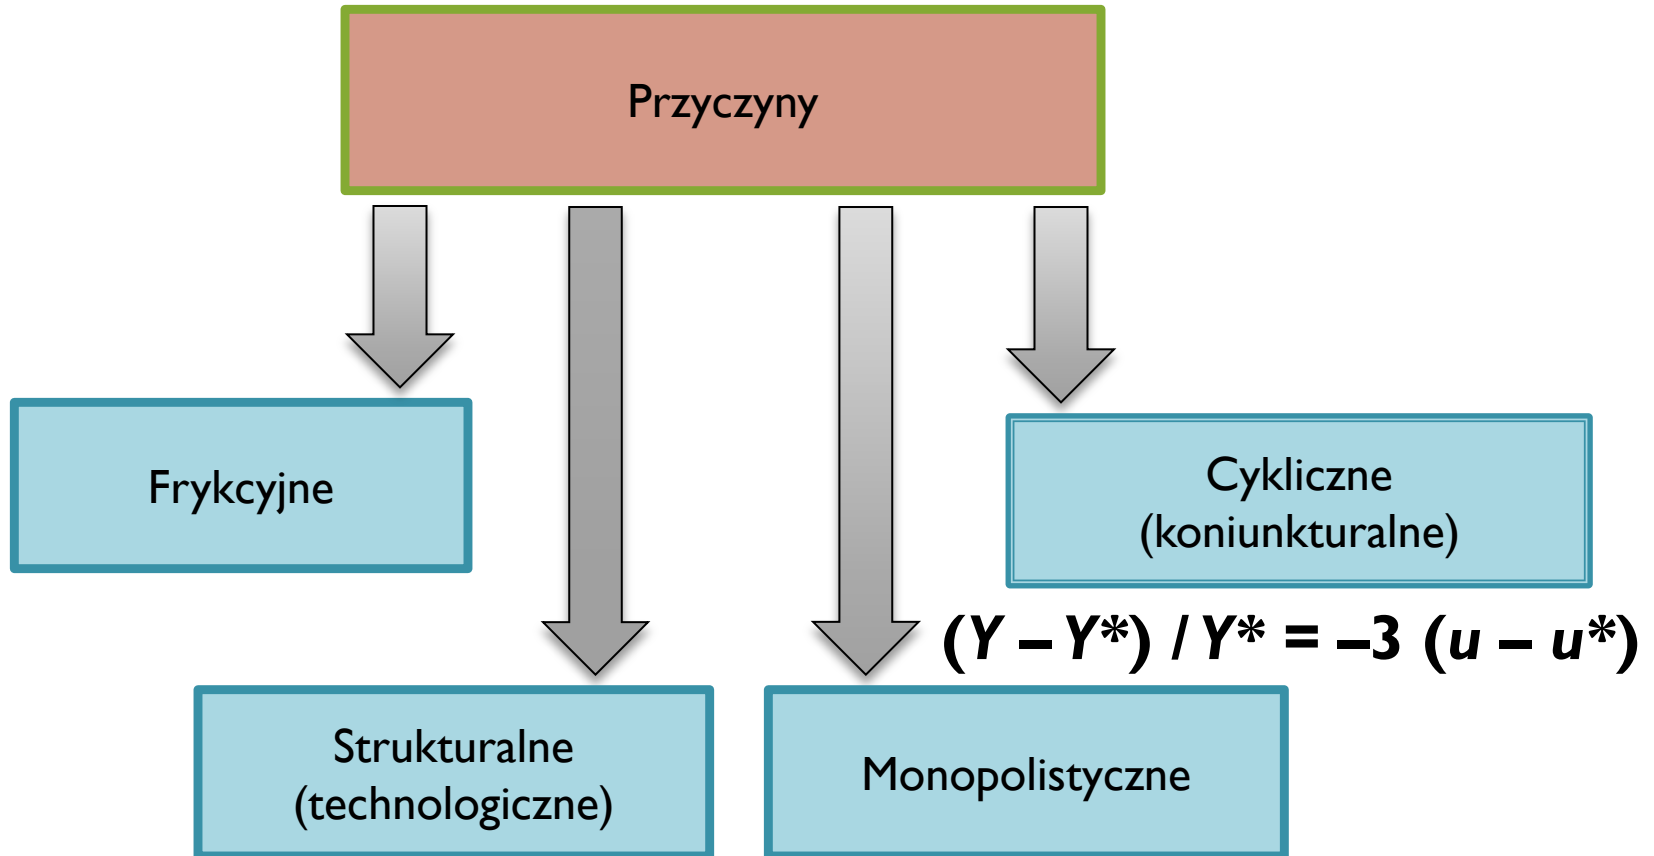 Przyczyny
Frykcyjne
Cykliczne
(koniunkturalne)
(Y – Y*) / Y* = –3 (u – u*)
Strukturalne
(technologiczne)
Monopolistyczne